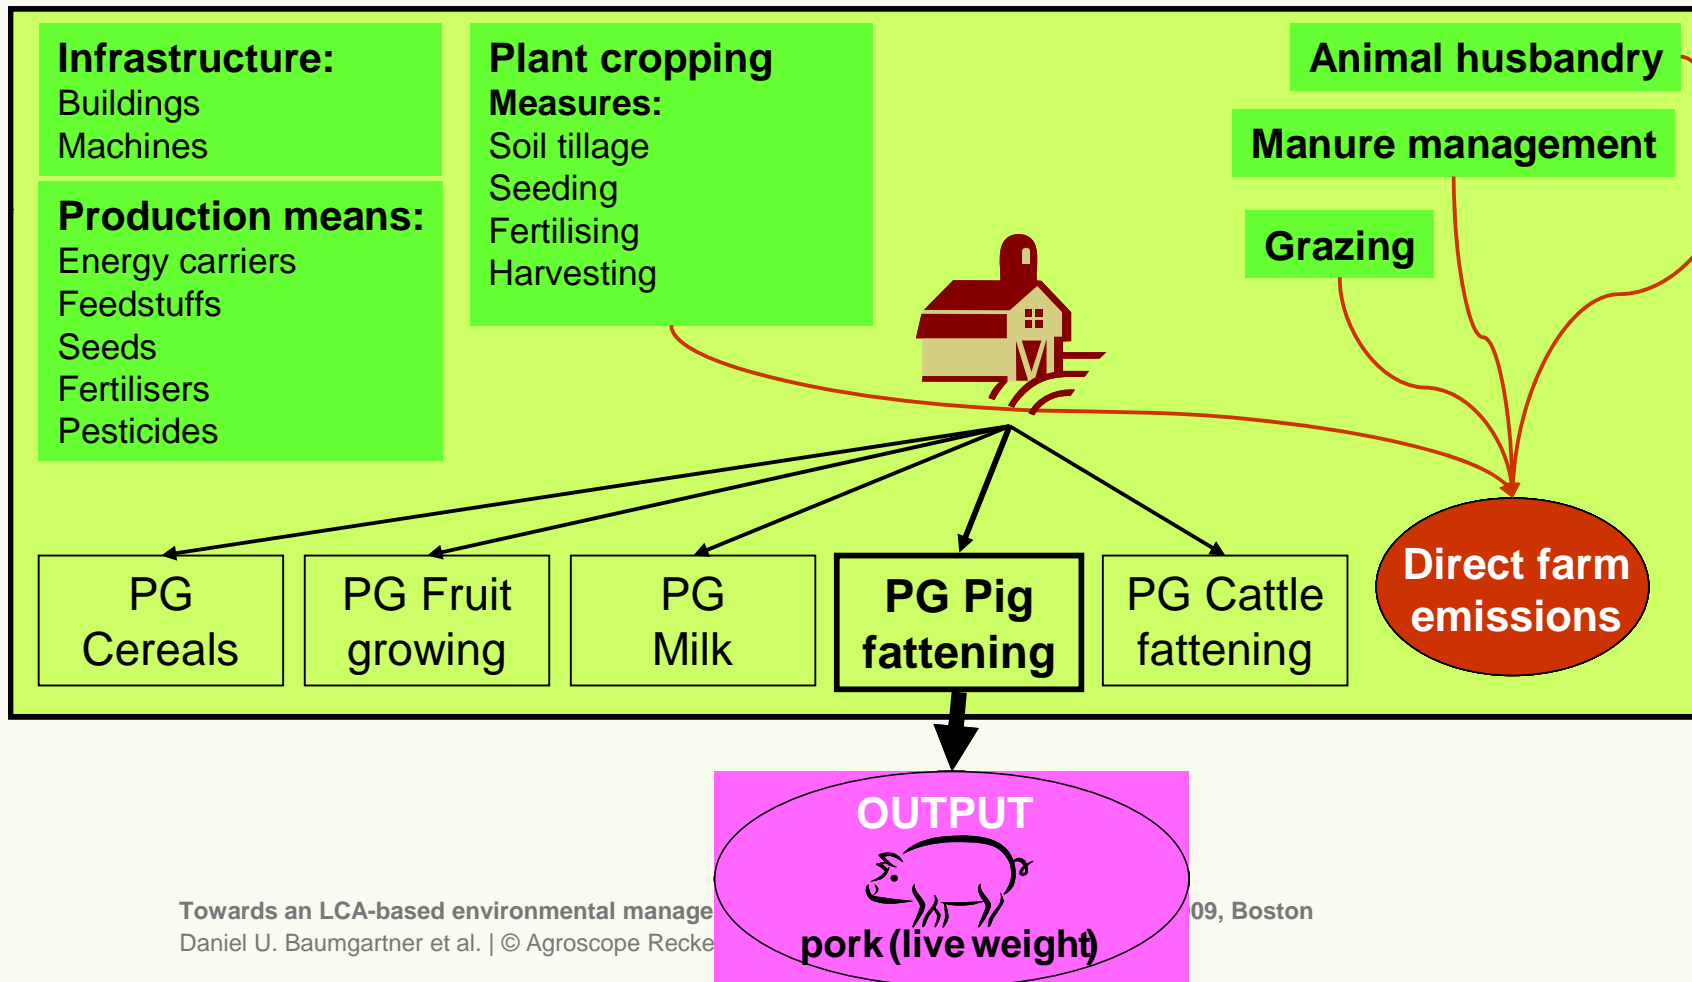 Infrastructure:
Buildings
Machines
Production means:
Energy carriers
Feedstuffs
Seeds
Fertilisers
Pesticides
Plant cropping
Measures:
Soil tillage
Seeding
Fertilising
Harvesting
Animal husbandry
Manure management
Grazing
PG
Cereals
PG Fruit
growing
PG
Milk
PG Pig
fattening
PG Cattle
fattening
Direct farm
emissions
OUTPUT
pork (live weight)
Towards an LCA-based environmental manage 09, Boston
Daniel U. Baumgartner et al. | © Agroscope Recke